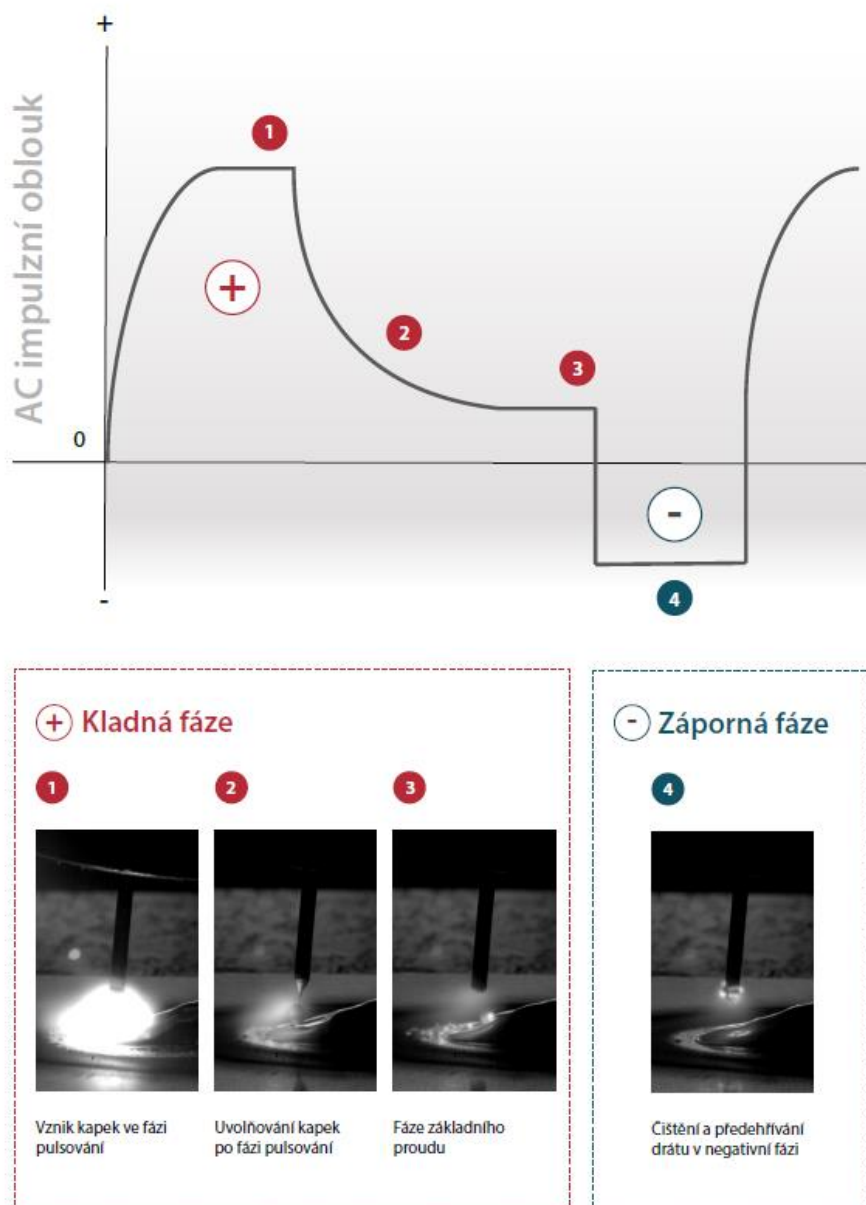 +
AC impulzní oblouk
1
+
2
3
0
-
4
-
+ Kladná fáze
1
2
3
Vznik kapek ve fázi
pulsování
Uvolňování kapek
po fázi pulsování
Fáze základního
proudu
- Záporná fáze
4
Čištění a předehřívání
drátu v negativní fázi